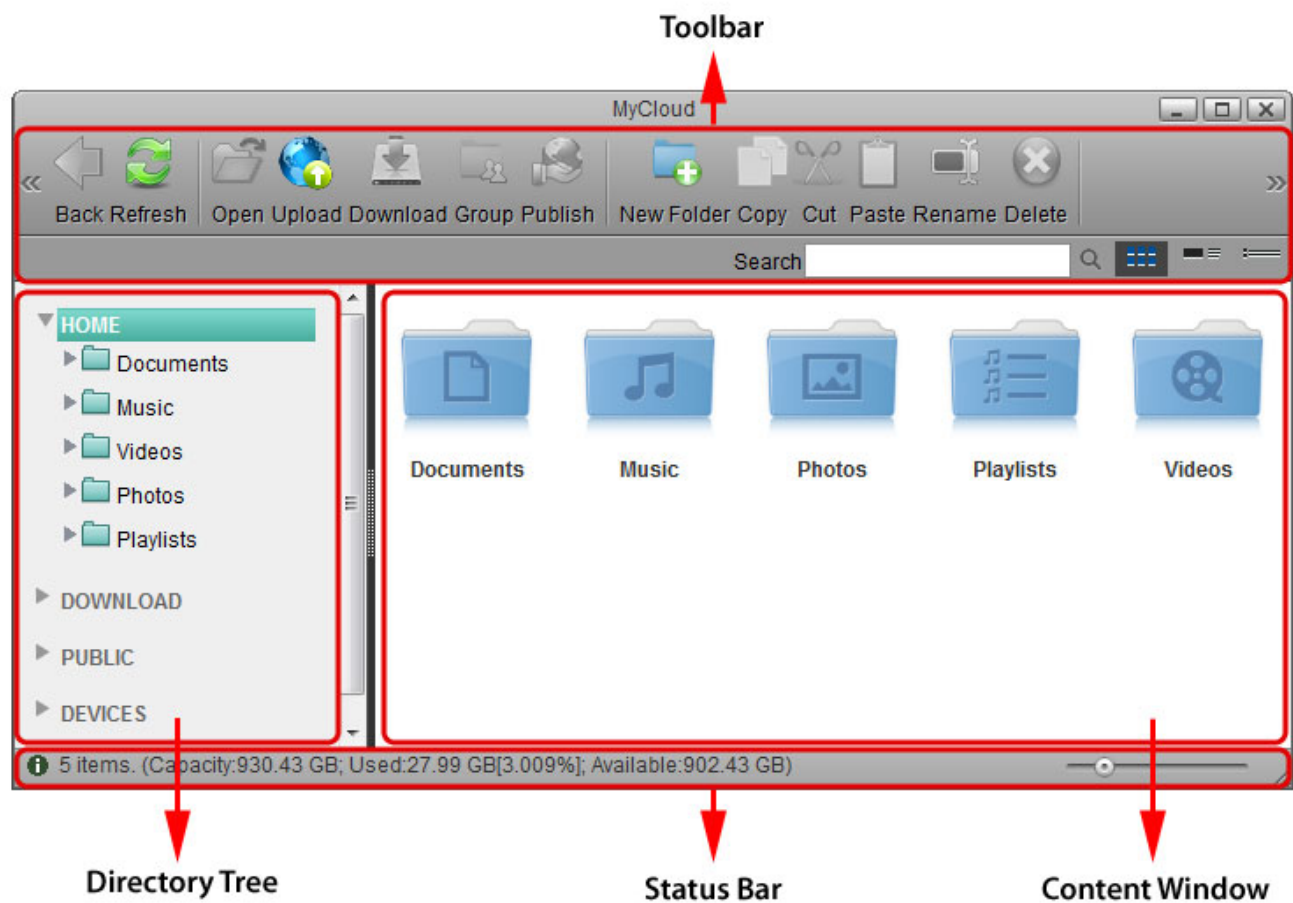 Toolbar
MyCloud
Back Refresh Open Upload Download Group Publish New Folder Copy Cut Paste Rename Delete
Search
HOME
Documents
Music
Videos
Photos
Playlists
DOWNLOAD
PUBLIC
DEVICES
Documents Music Photos Playlists Videos
5 items. (Capacity:930.43 GB; Used:27.99 GB[3.009%]; Available:902.43 GB)
Directory Tree Status Bar Content Window